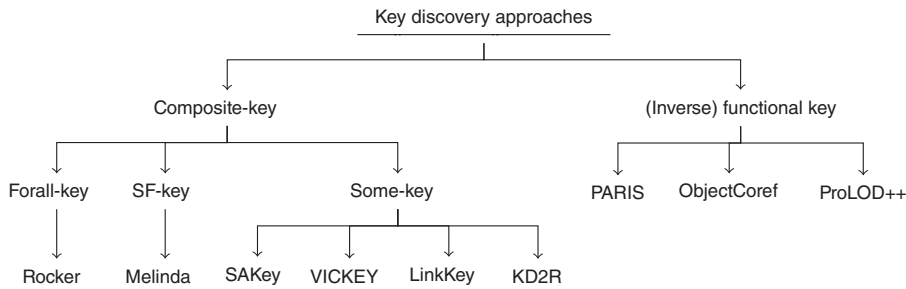 Key discovery approaches
Composite-key
(Inverse) functional key
Forall-key
SF-key
Some-key
PARIS
ObjectCoref
ProLOD++
Rocker
Melinda
SAKey
VICKEY
LinkKey
KD2R